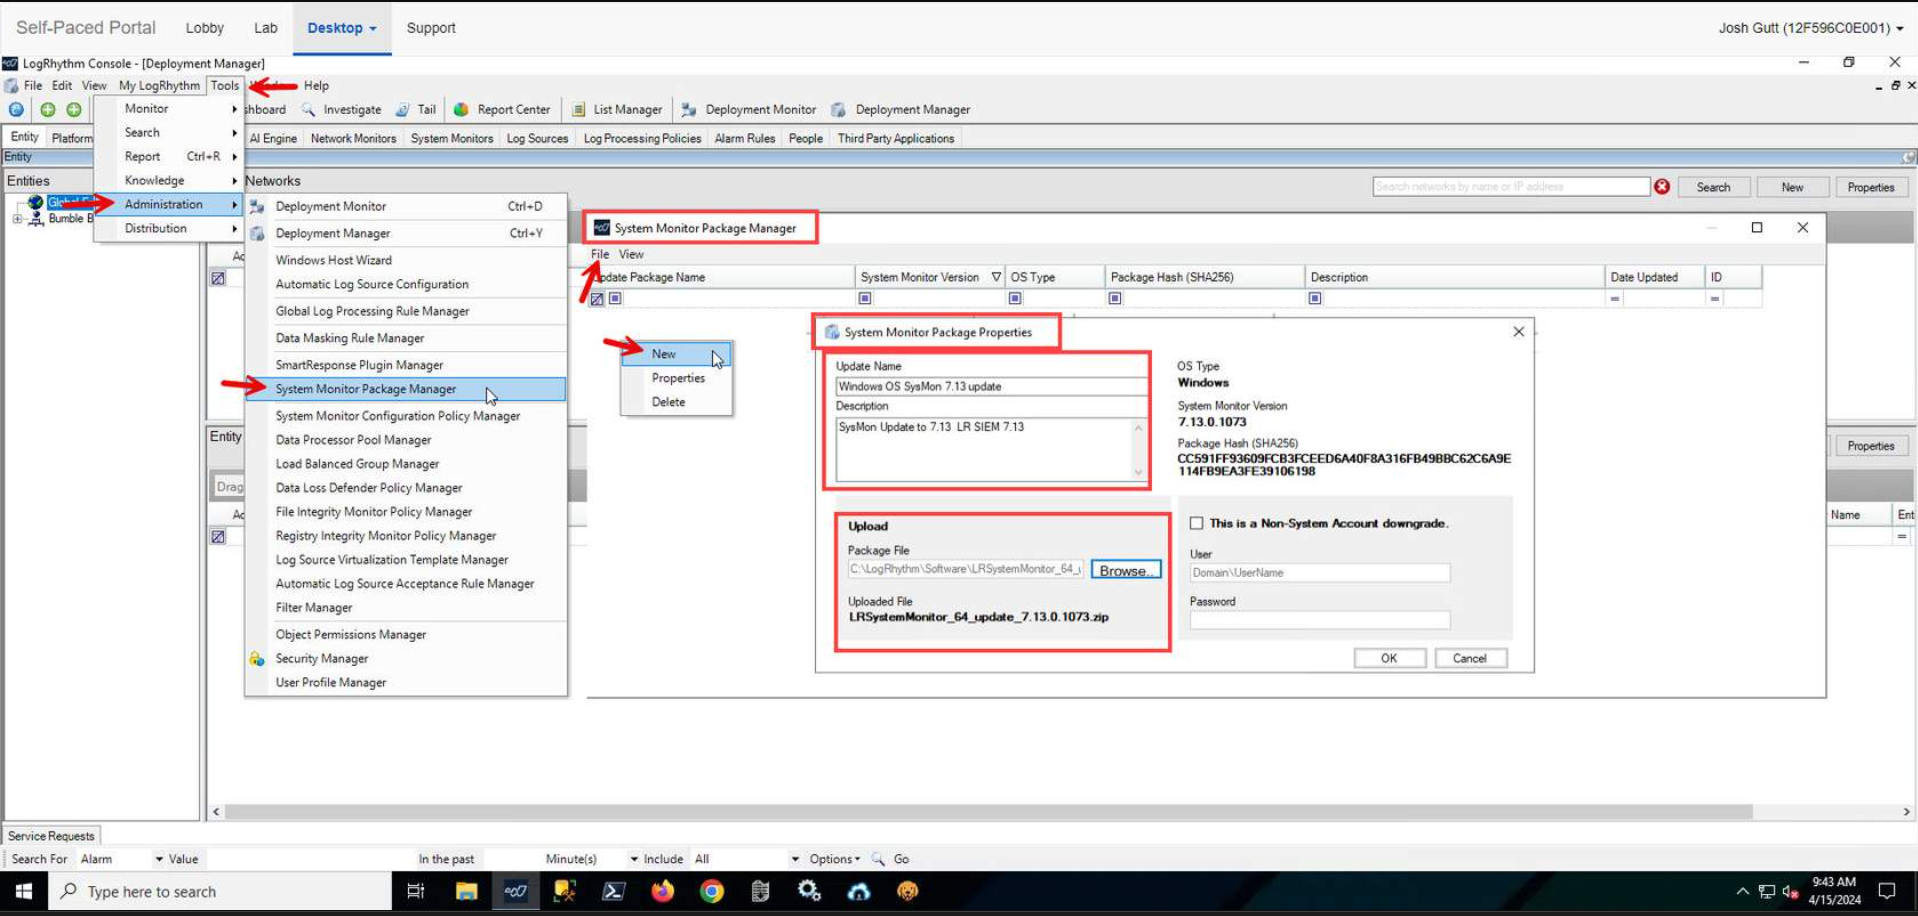 Self-Paced Portal Lobby Lab Desktop Support Josh Gutt (12F596C0E001)
LogRhythm Console - [Deployment Manager]
File Edit View My LogRhythm Tools Help
shboard Investigate Tail Report Center List Manager Deployment Monitor Deployment Manager
Entity Platform AI Engine Network Monitors System Monitors Log Sources Log Processing Policies Alarm Rules People Third Party Applications
Entity
Entities
Bumble B
Monitor
Search
Report Ctrl+R
Knowledge
Administration
Distribution
Networks
Search networks by name or IP address Search New Properties
Deployment Monitor Ctrl+D
Deployment Manager Ctrl+Y
Windows Host Wizard
Automatic Log Source Configuration
Global Log Processing Rule Manager
Data Masking Rule Manager
SmartResponse Plugin Manager
System Monitor Package Manager
System Monitor Configuration Policy Manager
Data Processor Pool Manager
Load Balanced Group Manager
Data Loss Defender Policy Manager
File Integrity Monitor Policy Manager
Registry Integrity Monitor Policy Manager
Log Source Virtualization Template Manager
Automatic Log Source Acceptance Rule Manager
Filter Manager
Object Permissions Manager
Security Manager
User Profile Manager
Ac
Entity
Drag
Ac
System Monitor Package Manager
File View
pdate Package Name System Monitor Version OS Type Package Hash (SHA256) Description Date Updated ID
= =
New
Properties
Delete
System Monitor Package Properties
Update Name
Windows OS SysMon 7.13 update
Description
SysMon Update to 7.13 LR SIEM 7.13
OS Type
Windows
System Monitor Version
7.13.0.1073
Package Hash (SHA256)
CC591FF93609FCB3FCEED6A40F8A316FB49BBC62C6A9E
114FB9EA3FE39106198
Upload
Package File
C:\LogRhythm\Software\LRSystemMonitor_64_u Browse..
Uploaded File
LRSystemMonitor_64_update_7.13.0.1073.zip
This is a Non-System Account downgrade.
User
Domain\UserName
Password
OK Cancel
Properties
Name Ent
=
Service Requests
Search For Alarm Value In the past Minute(s) Include All Options Go
Type here to search
9:43 AM
4/15/2024